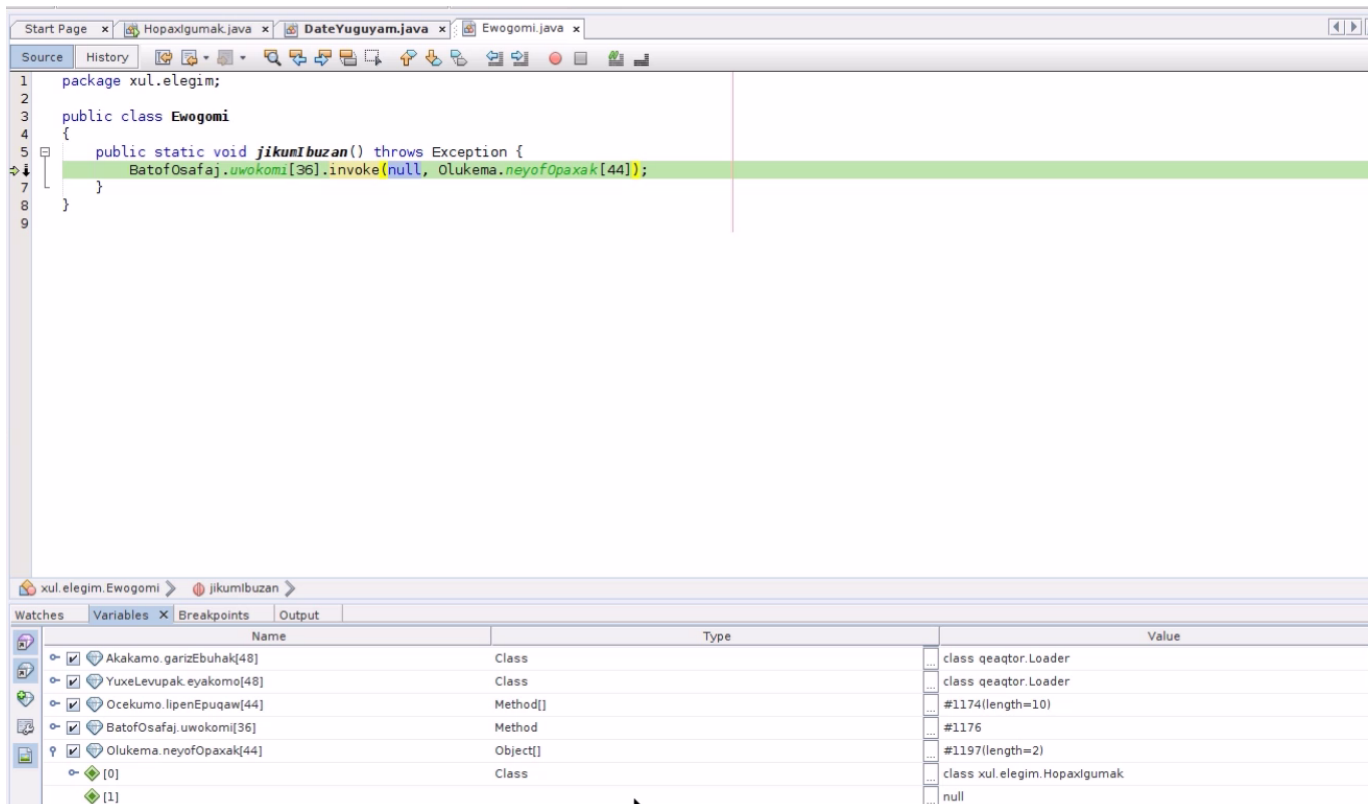 Start Page x HopaxIgumak.java x DateYuguyam.java x Ewogomi.java x
Source History
1 package xul.elegim;
2
3 public class Ewogomi
4 {
5 public static void jikumIbuzan() throws Exception {
BatofOsafaj.uwokomi[36].invoke(null, Olukema.neyofOpaxak[44]);
7 }
8 }
9
xul.elegim.Ewogomi jikumIbuzan
Watches Variables x Breakpoints Output
Name Type Value
Akakamo.garizEbuhak[48] Class ... class qeaqtor.Loader
YuxeLevupak.eyakomo[48] Class ... class qeaqtor.Loader
Ocekumo.lipenEpuqaw[44] Method[] ... #1174(length=10)
BatofOsafaj.uwokomi[36] Method ... #1176
Olukema.neyofOpaxak[44] Object[] ... #1197(length=2)
[0] Class ... class xul.elegim.HopaxIgumak
[1] ... null